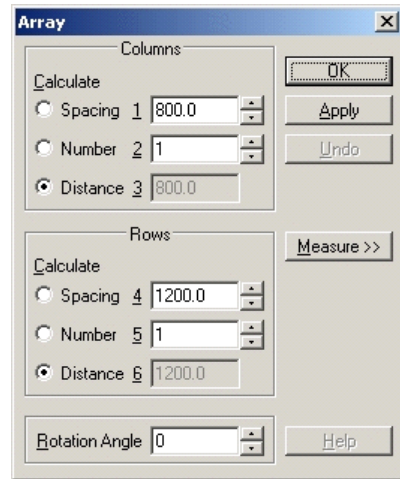 Array
Columns
Calculate
Spacing 1 800.0
Number 2 1
Distance 3 800.0
Rows
Calculate
Spacing 4 1200.0
Number 5 1
Distance 6 1200.0
Rotation Angle 0
OK
Apply
Undo
Measure >>
Help